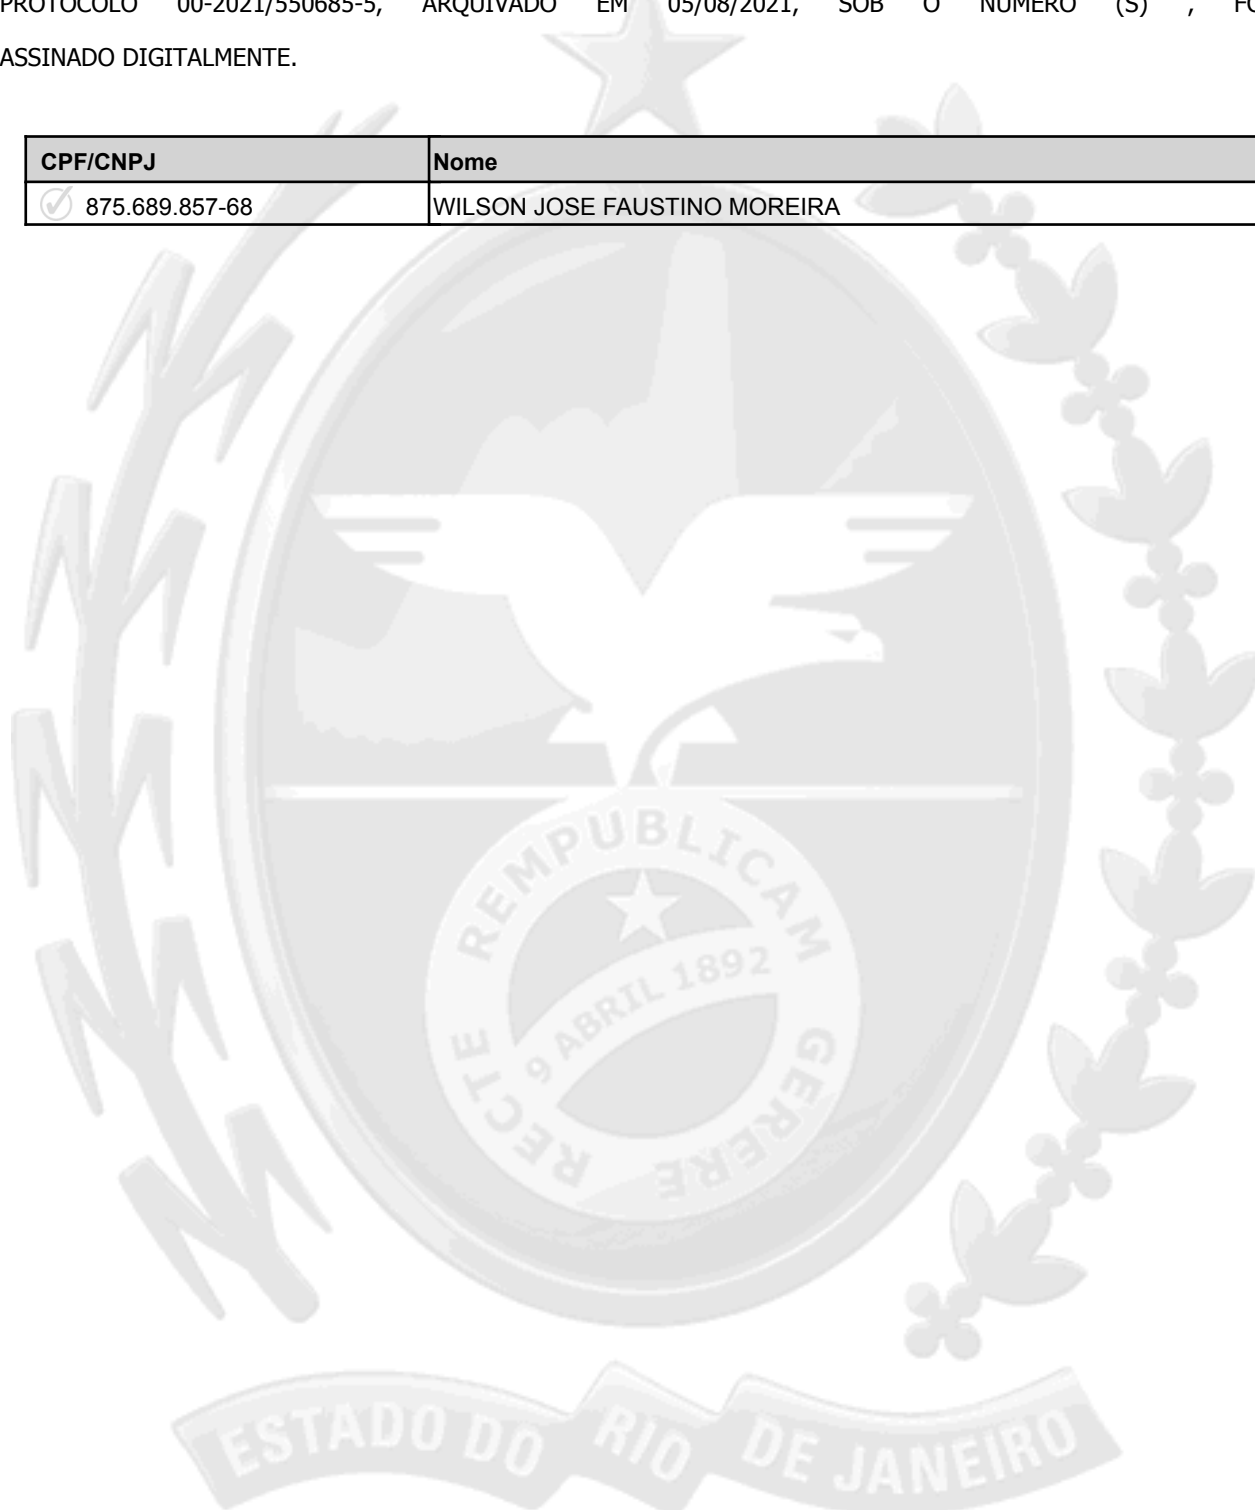 PROTOCOLO 00-2021/550685-5, ARQUIVADO EM 05/08/2021, SOB O NÚMERO (S) , FO
ASSINADO DIGITALMENTE.
CPF/CNPJ Nome
875.689.857-68 WILSON JOSE FAUSTINO MOREIRA
RECTE REMPUBLICAM GERERE
9 ABRIL 1892
ESTADO DO RIO DE JANEIRO